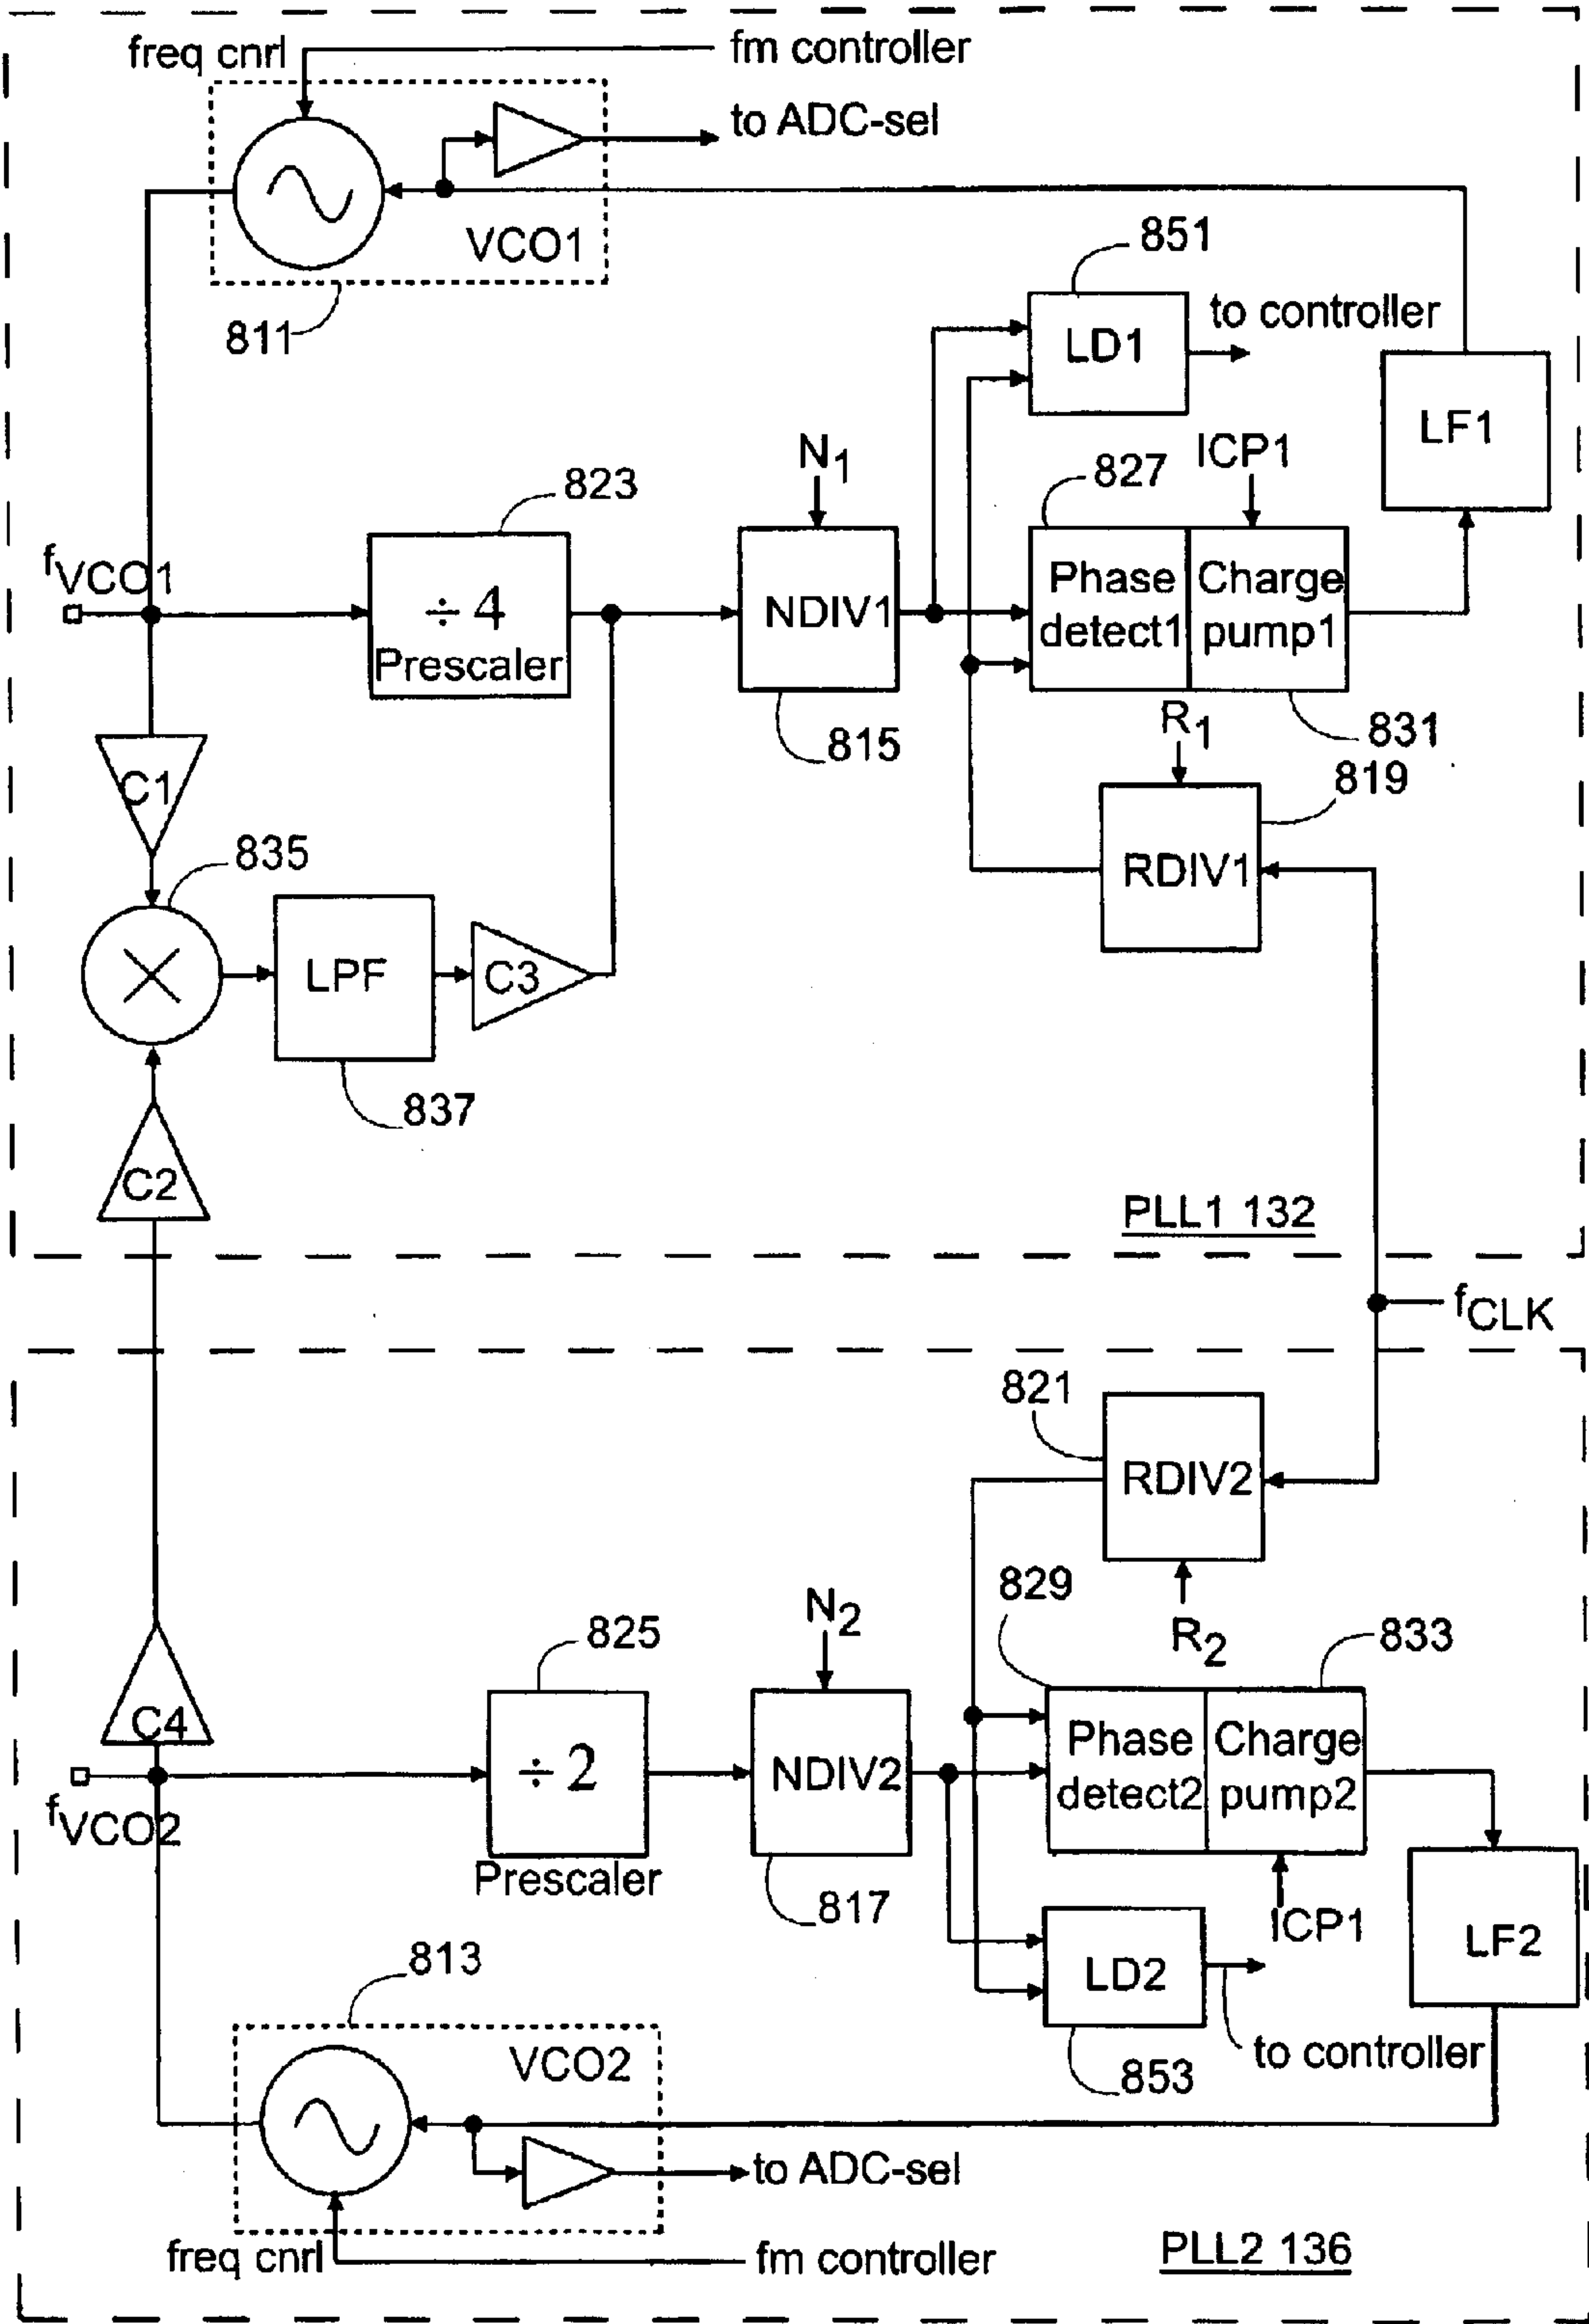 freq cnrl
fm controller
to ADC-sel
VCO1
811
851
LD1
to controller
LF1
N1
823
827
ICP1
fVCO1
÷ 4
Prescaler
NDIV1
Phase detect1
Charge pump1
815
R1
831
819
C1
835
RDIV1
LPF
C3
837
C2
PLL1 132
fCLK
821
RDIV2
829
R2
833
N2
825
C4
÷ 2
Prescaler
NDIV2
Phase detect2
Charge pump2
fVCO2
817
ICP1
LF2
813
LD2
to controller
853
VCO2
to ADC-sel
freq cnrl
fm controller
PLL2 136